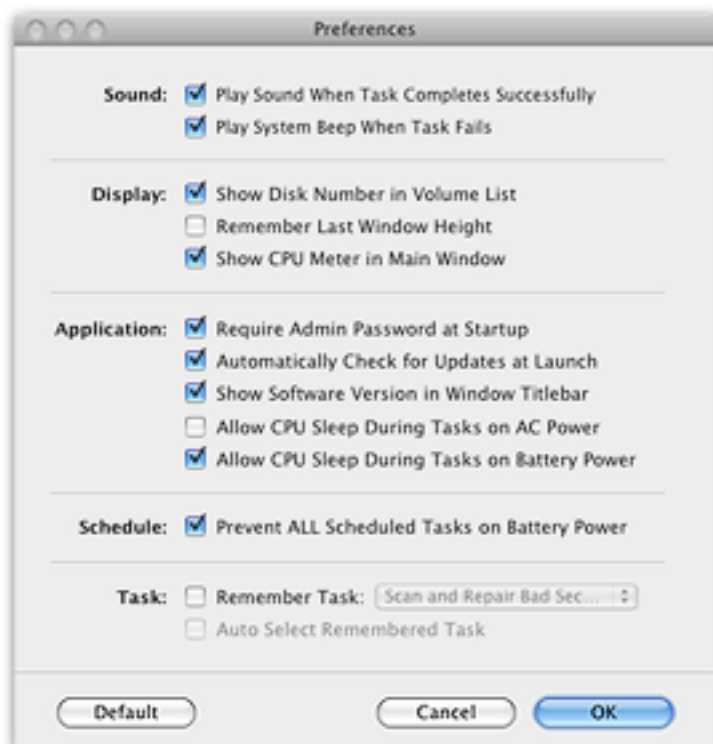 Preferences
Sound: Play Sound When Task Completes Successfully
Play System Beep When Task Fails
Display: Show Disk Number in Volume List
Remember Last Window Height
Show CPU Meter in Main Window
Application: Require Admin Password at Startup
Automatically Check for Updates at Launch
Show Software Version in Window Titlebar
Allow CPU Sleep During Tasks on AC Power
Allow CPU Sleep During Tasks on Battery Power
Schedule: Prevent ALL Scheduled Tasks on Battery Power
Task: Remember Task: Scan and Repair Bad Sec...
Auto Select Remembered Task
Default Cancel OK